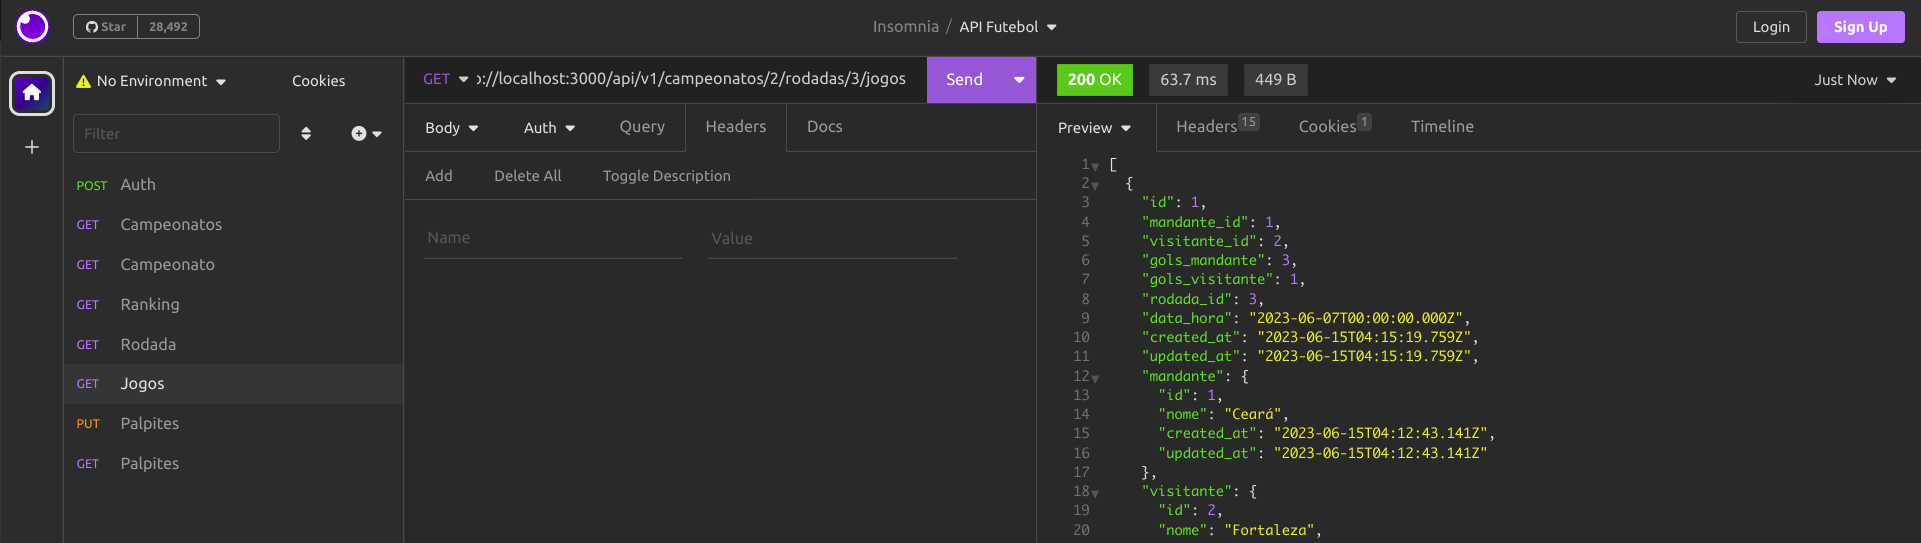 Star 28,492
Insomnia / API Futebol
Login
Sign Up
No Environment
Cookies
Filter
POST Auth
GET Campeonatos
GET Campeonato
GET Ranking
GET Rodada
GET Jogos
PUT Palpites
GET Palpites
GET ://localhost:3000/api/v1/campeonatos/2/rodadas/3/jogos
Send
Body Auth Query Headers Docs
Add Delete All Toggle Description
Name Value
200 OK 63.7 ms 449 B
Just Now
Preview Headers 15 Cookies 1 Timeline
1 [
2 {
3 "id": 1,
4 "mandante_id": 1,
5 "visitante_id": 2,
6 "gols_mandante": 3,
7 "gols_visitante": 1,
8 "rodada_id": 3,
9 "data_hora": "2023-06-07T00:00:00.000Z",
10 "created_at": "2023-06-15T04:15:19.759Z",
11 "updated_at": "2023-06-15T04:15:19.759Z",
12 "mandante": {
13 "id": 1,
14 "nome": "Ceará",
15 "created_at": "2023-06-15T04:12:43.141Z",
16 "updated_at": "2023-06-15T04:12:43.141Z"
17 },
18 "visitante": {
19 "id": 2,
20 "nome": "Fortaleza",